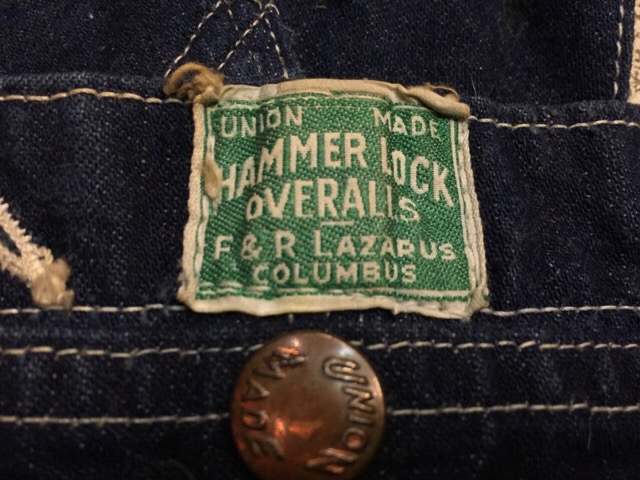 UNION MADE
HAMMER LOCK
OVERALLS
F & R LAZARUS
COLUMBUS
UNION
MADE